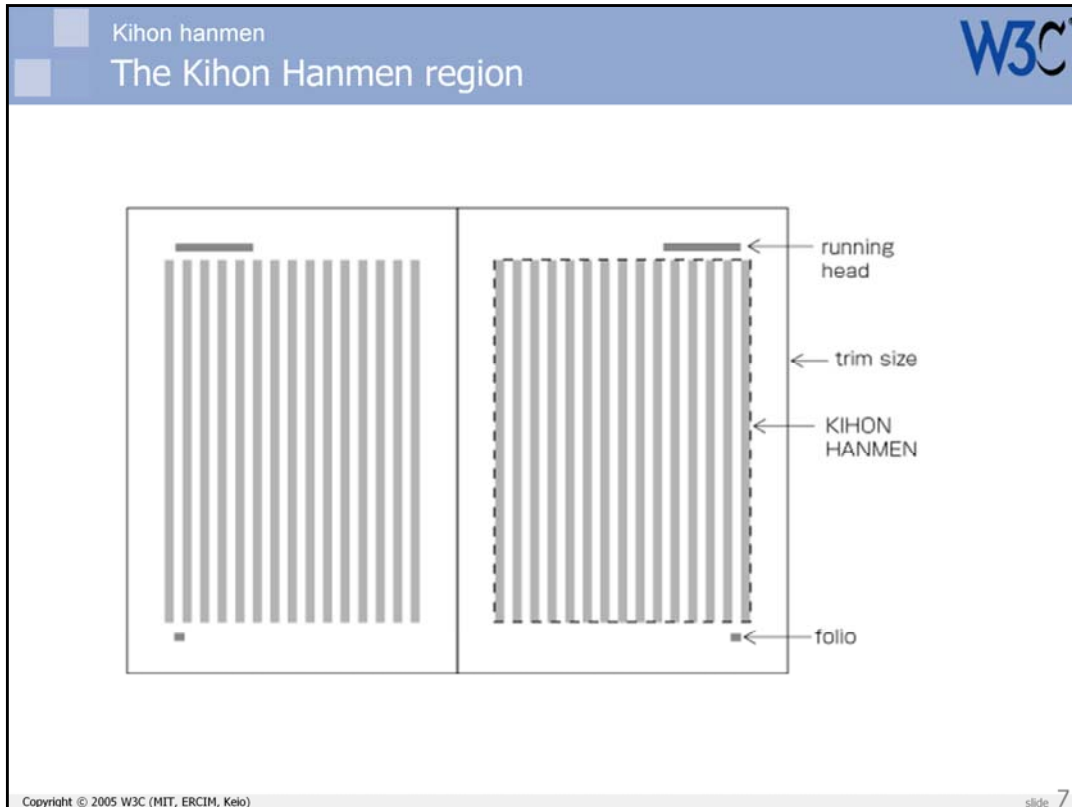 Kihon hanmen
The Kihon Hanmen region
W3C
running
head
trim size
KIHON
HANMEN
folio
Copyright © 2005 W3C (MIT, ERCIM, Keio)
slide 7